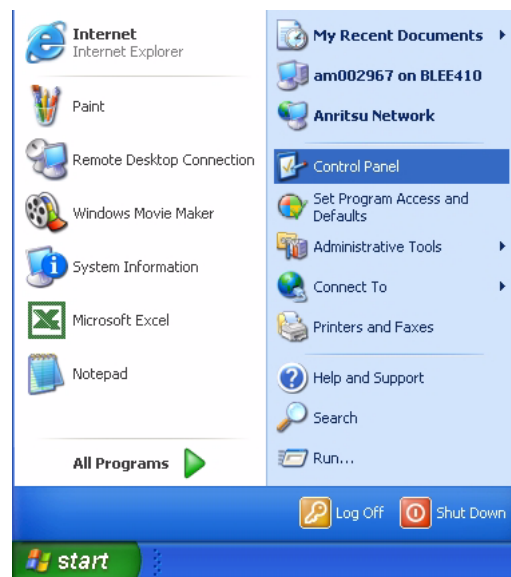 Internet
Internet Explorer
Paint
Remote Desktop Connection
Windows Movie Maker
System Information
Microsoft Excel
Notepad
All Programs
My Recent Documents
am002967 on BLEE410
Anritsu Network
Control Panel
Set Program Access and
Defaults
Administrative Tools
Connect To
Printers and Faxes
Help and Support
Search
Run...
Log Off
Shut Down
start